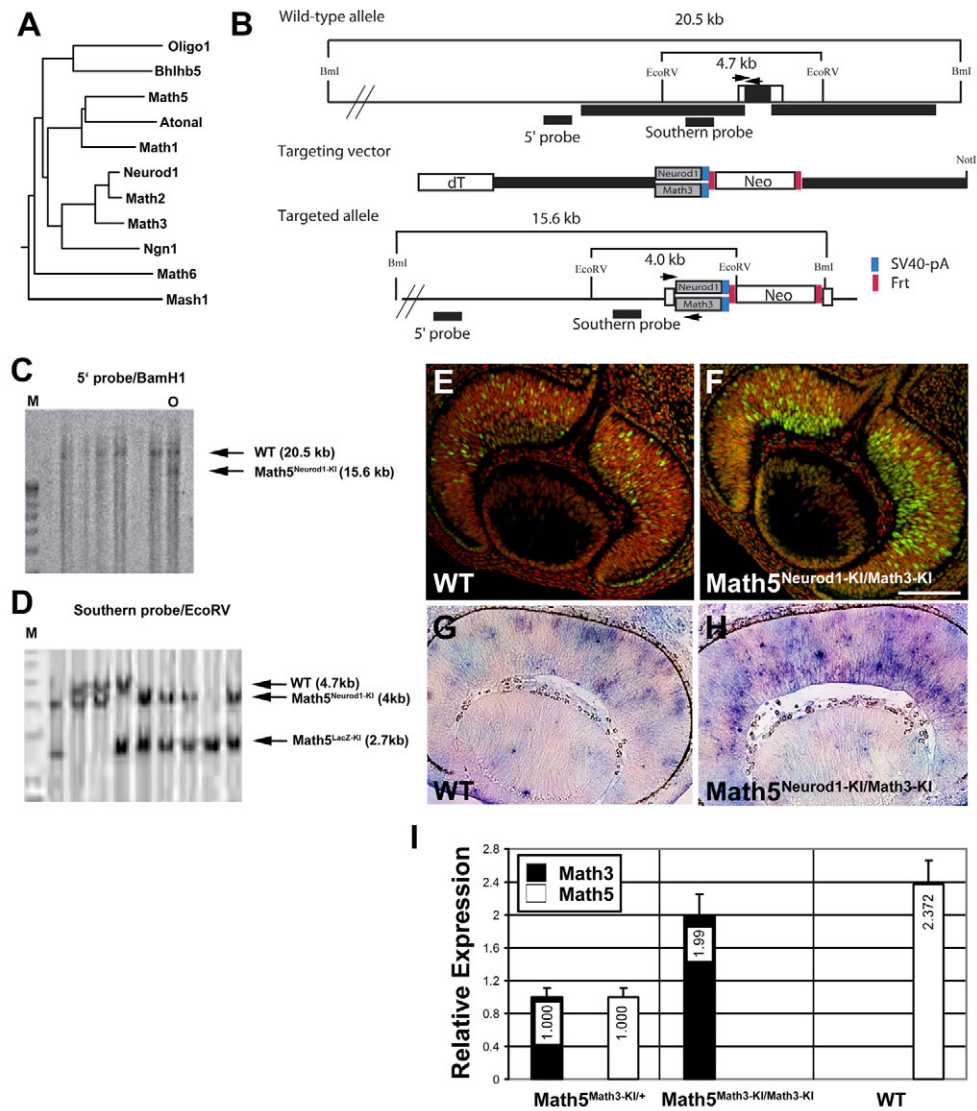 A
Oligo1
Bhlhb5
Math5
Atonal
Math1
Neurod1
Math2
Math3
Ngn1
Math6
Mash1
B
Wild-type allele
20.5 kb
BmI
EcoRV
4.7 kb
EcoRV
BmI
5' probe
Southern probe
Targeting vector
NotI
dT
Neurod1
Math3
Neo
Targeted allele
15.6 kb
BmI
EcoRV
4.0 kb
EcoRV
BmI
Neurod1
Math3
Neo
SV40-pA
Frt
5' probe
Southern probe
C
5' probe/BamH1
M
O
WT (20.5 kb)
Math5Neurod1-KI (15.6 kb)
D
Southern probe/EcoRV
M
WT (4.7kb)
Math5Neurod1-KI (4kb)
Math5LacZ-KI (2.7kb)
E
WT
F
Math5Neurod1-KI/Math3-KI
G
WT
H
Math5Neurod1-KI/Math3-KI
I
Relative Expression
2.8
2.4
2
1.6
1.2
0.8
0.4
0
Math3
Math5
1.000
1.000
1.99
2.372
Math5Math3-KI/+
Math5Math3-KI/Math3-KI
WT